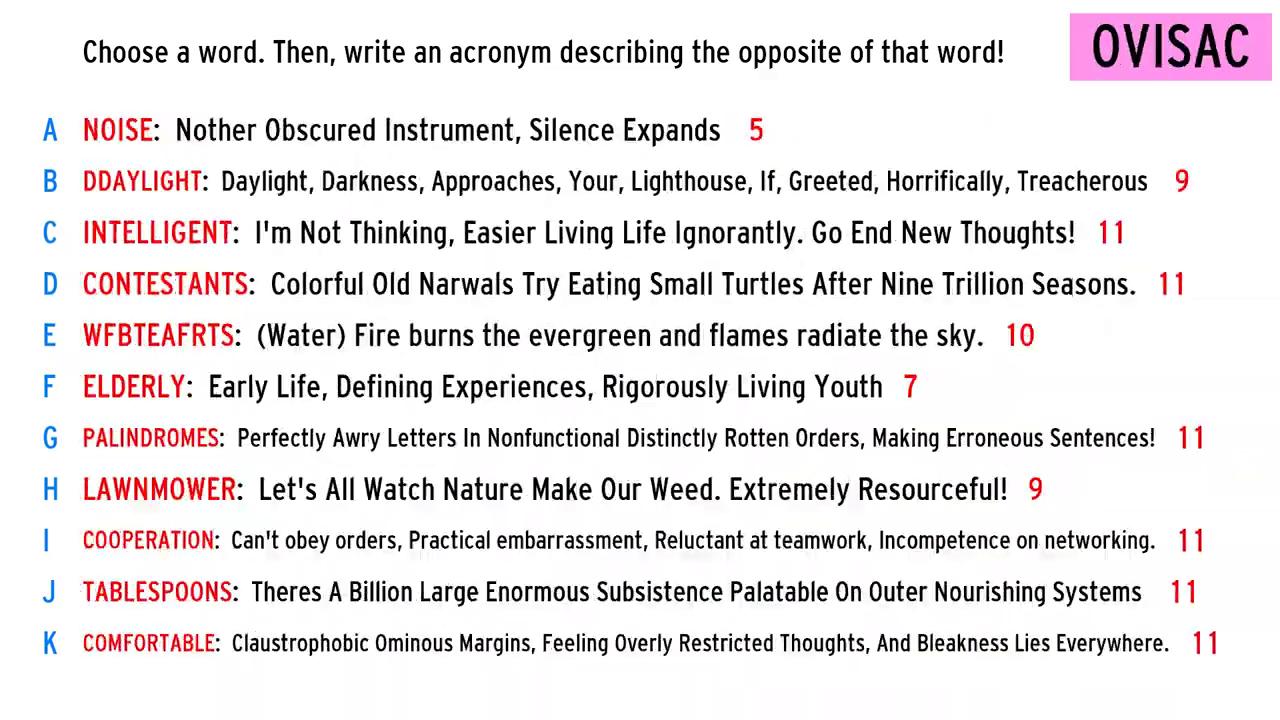 Choose a word. Then, write an acronym describing the opposite of that word!
OVISAC
A NOISE: Nother Obscured Instrument, Silence Expands 5
B DDAYLIGHT: Daylight, Darkness, Approaches, Your, Lighthouse, If, Greeted, Horrifically, Treacherous 9
C INTELLIGENT: I'm Not Thinking, Easier Living Life Ignorantly. Go End New Thoughts! 11
D CONTESTANTS: Colorful Old Narwals Try Eating Small Turtles After Nine Trillion Seasons. 11
E WFBTEAFRTS: (Water) Fire burns the evergreen and flames radiate the sky. 10
F ELDERLY: Early Life, Defining Experiences, Rigorously Living Youth 7
G PALINDROMES: Perfectly Awry Letters In Nonfunctional Distinctly Rotten Orders, Making Erroneous Sentences! 11
H LAWNMOWER: Let's All Watch Nature Make Our Weed. Extremely Resourceful! 9
I COOPERATION: Can't obey orders, Practical embarrassment, Reluctant at teamwork, Incompetence on networking. 11
J TABLESPOONS: Theres A Billion Large Enormous Subsistence Palatable On Outer Nourishing Systems 11
K COMFORTABLE: Claustrophobic Ominous Margins, Feeling Overly Restricted Thoughts, And Bleakness Lies Everywhere. 11